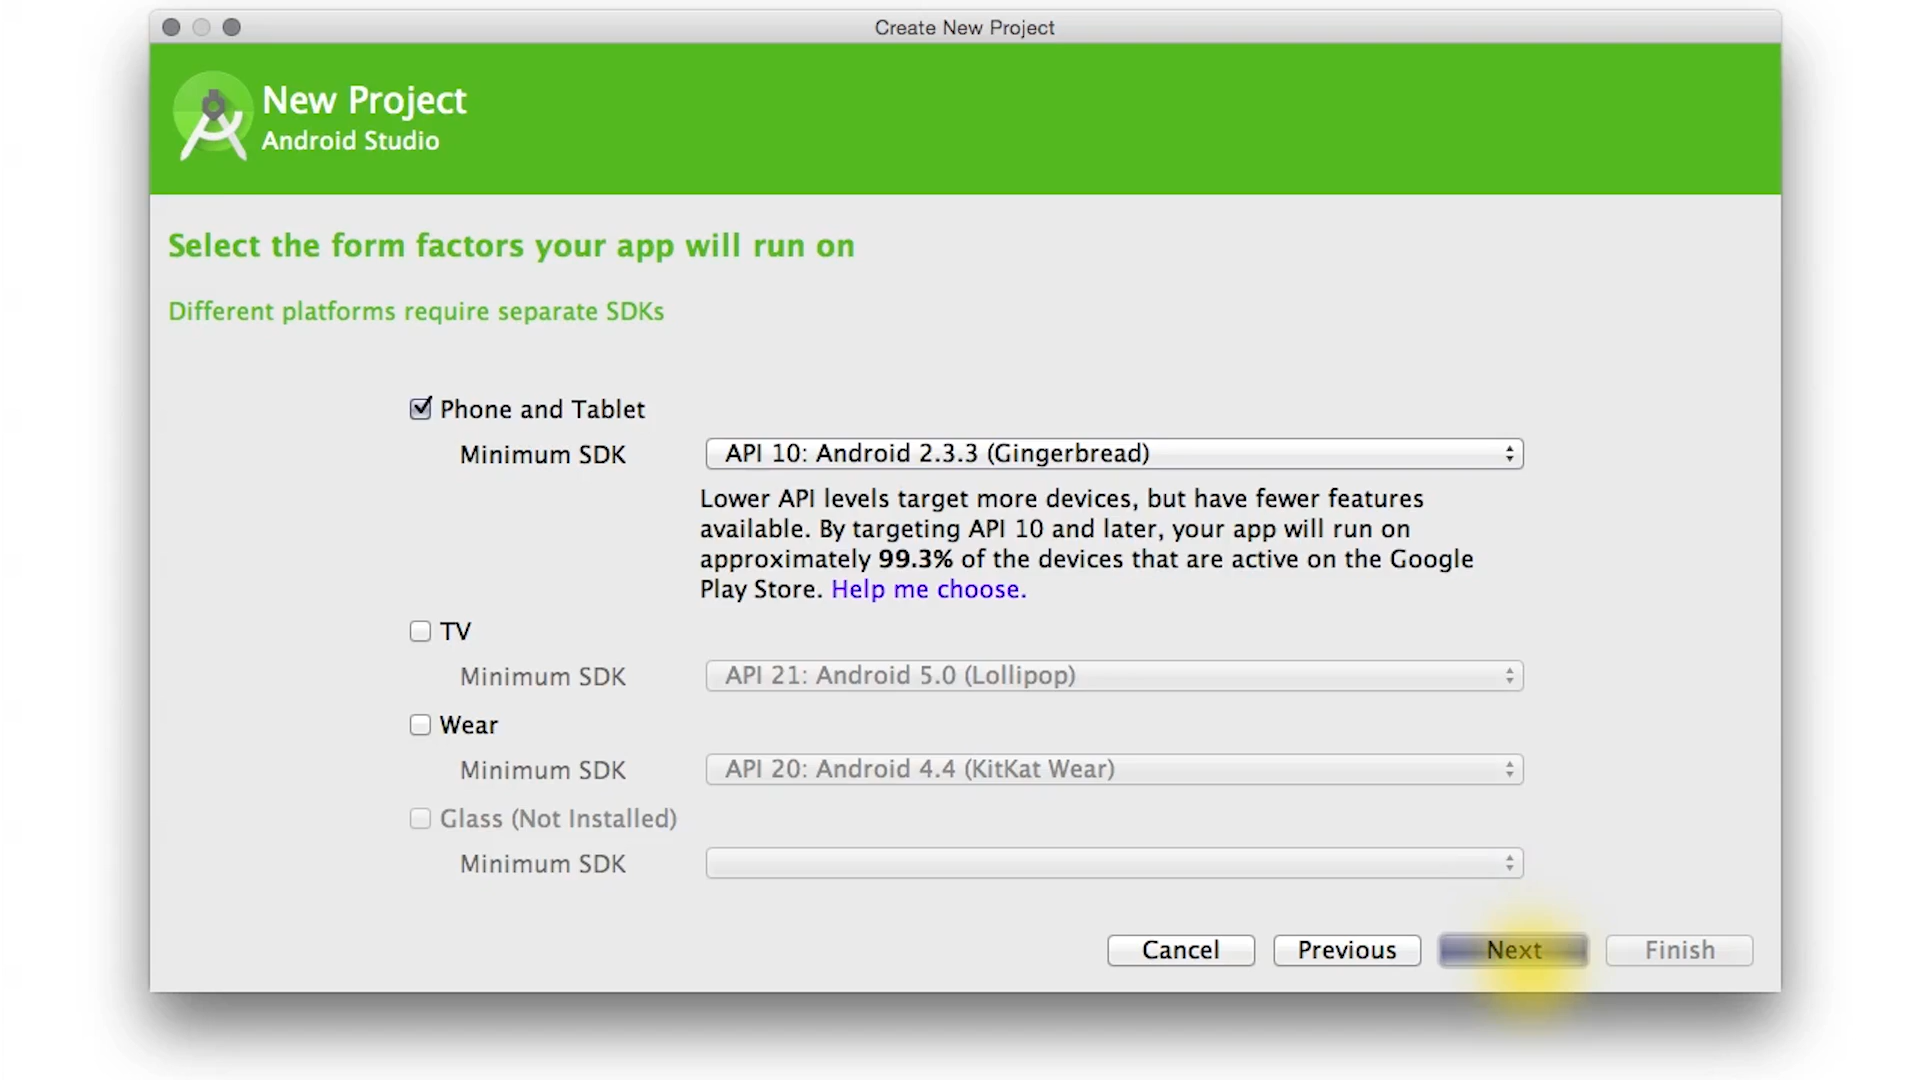 Create New Project
New Project
Android Studio
Select the form factors your app will run on
Different platforms require separate SDKs
Phone and Tablet
Minimum SDK
API 10: Android 2.3.3 (Gingerbread)
Lower API levels target more devices, but have fewer features
available. By targeting API 10 and later, your app will run on
approximately 99.3% of the devices that are active on the Google
Play Store. Help me choose.
TV
Minimum SDK
API 21: Android 5.0 (Lollipop)
Wear
Minimum SDK
API 20: Android 4.4 (KitKat Wear)
Glass (Not Installed)
Minimum SDK
Cancel
Previous
Next
Finish